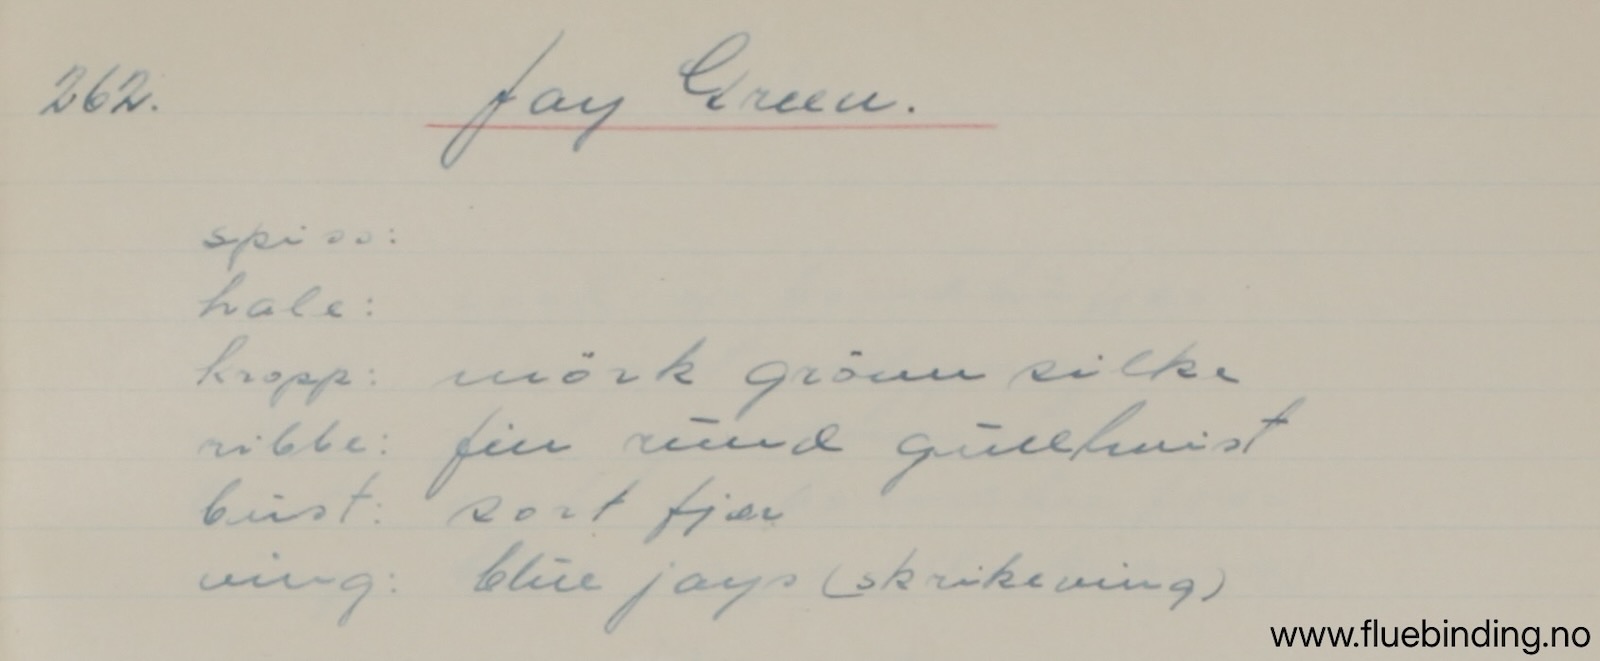 262. Jay Green.
spiss:
hale:
kropp: mörk grönn silke
ribbe: fin rund gulltvist
bust: sort fjær
ving: blue jays (skrikeving)
www.fluebinding.no